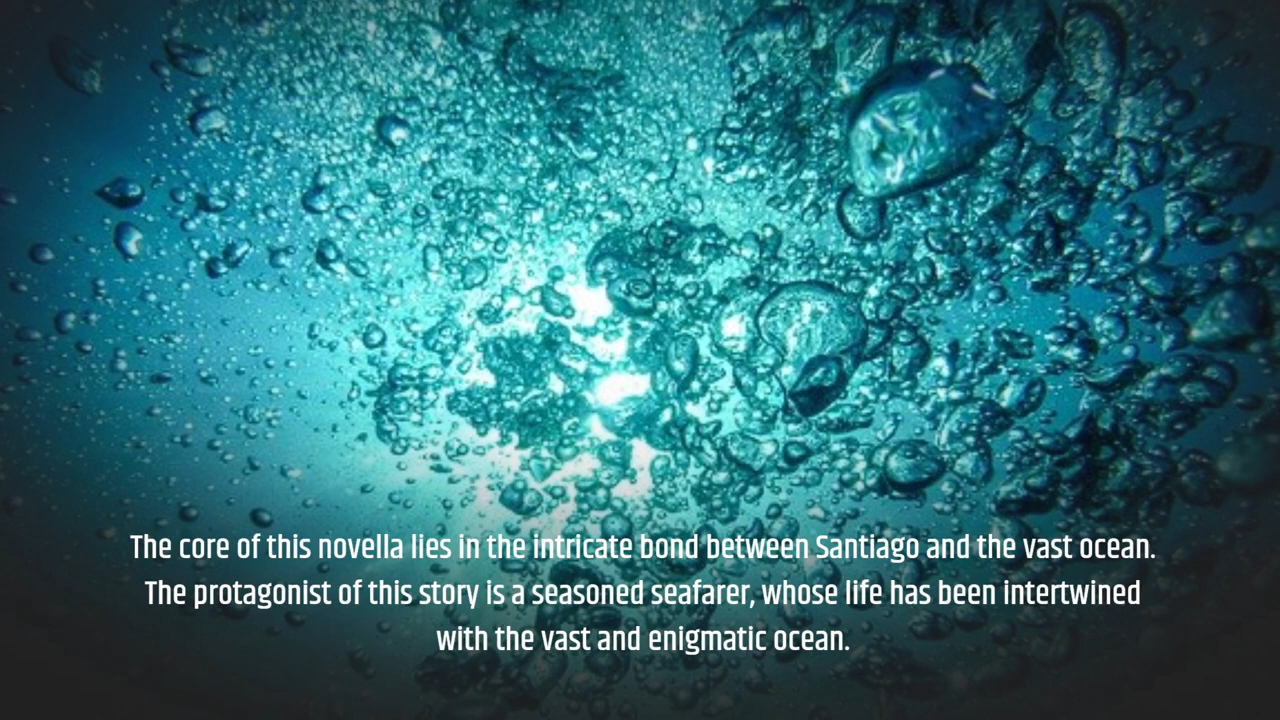 The core of this novella lies in the intricate bond between Santiago and the vast ocean.
The protagonist of this story is a seasoned seafarer, whose life has been intertwined
with the vast and enigmatic ocean.